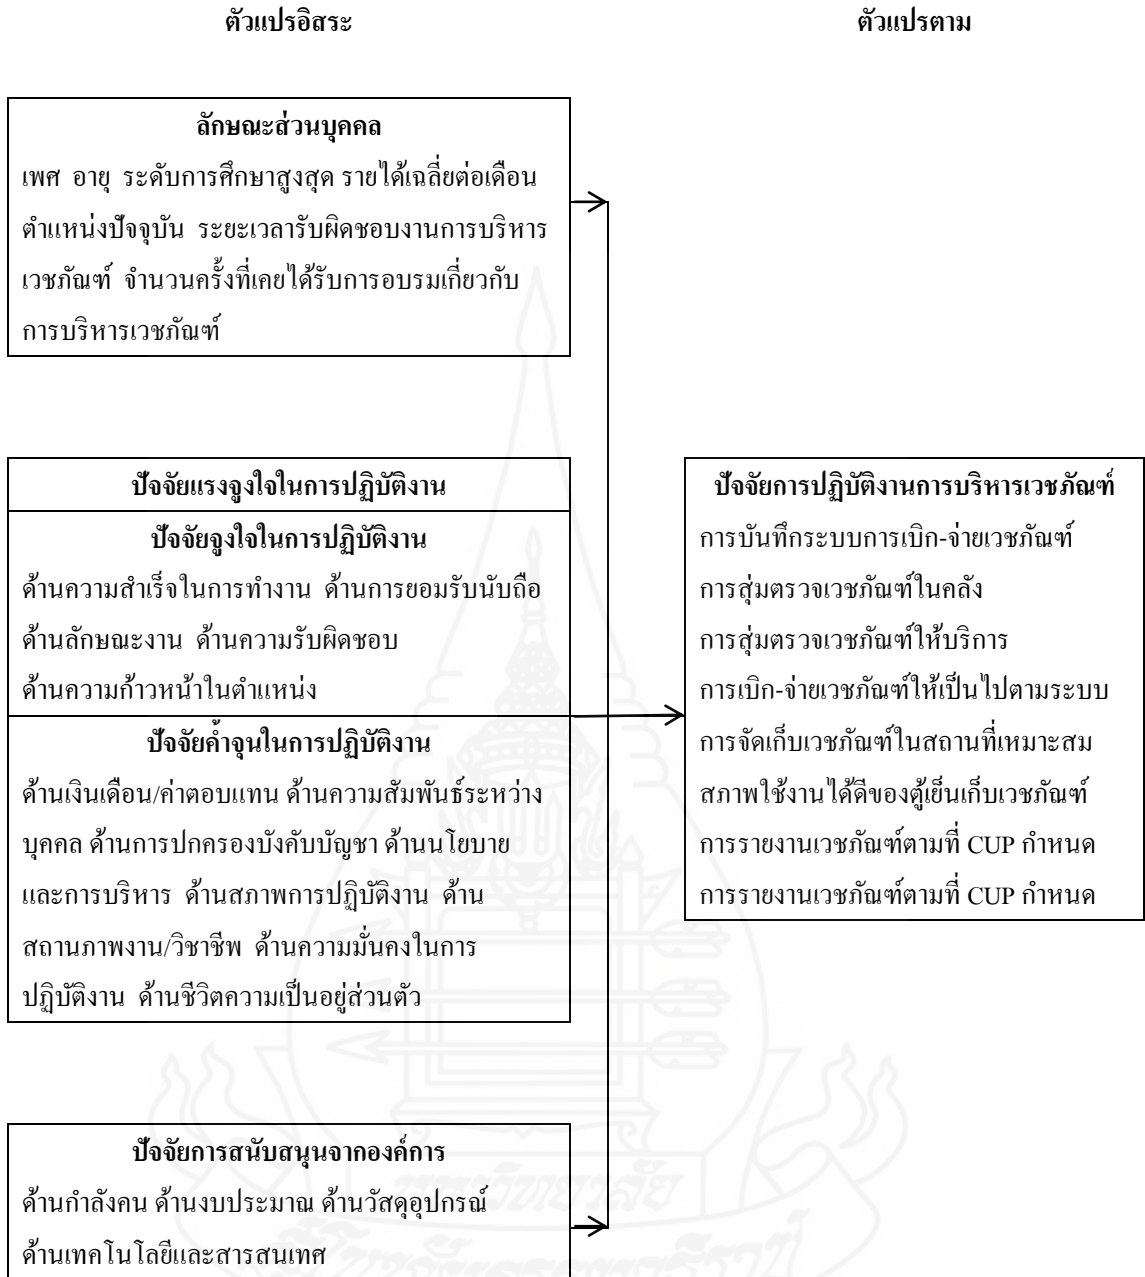 ตัวแปรอิสระ
ตัวแปรตาม
ลักษณะส่วนบุคคล
เพศ อายุ ระดับการศึกษาสูงสุด รายได้เฉลี่ยต่อเดือน
ตำแหน่งปัจจุบัน ระยะเวลารับผิดชอบงานการบริหาร
เวชภัณฑ์ จำนวนครั้งที่เคยได้รับการอบรมเกี่ยวกับ
การบริหารเวชภัณฑ์
ปัจจัยแรงจูงใจในการปฏิบัติงาน
ปัจจัยจูงใจในการปฏิบัติงาน
ด้านความสำเร็จในการทำงาน ด้านการยอมรับนับถือ
ด้านลักษณะงาน ด้านความรับผิดชอบ
ด้านความก้าวหน้าในตำแหน่ง
ปัจจัยค้ำจุนในการปฏิบัติงาน
ด้านเงินเดือน/ค่าตอบแทน ด้านความสัมพันธ์ระหว่าง
บุคคล ด้านการปกครองบังคับบัญชา ด้านนโยบาย
และการบริหาร ด้านสภาพการปฏิบัติงาน ด้าน
สถานภาพงาน/วิชาชีพ ด้านความมั่นคงในการ
ปฏิบัติงาน ด้านชีวิตความเป็นอยู่ส่วนตัว
ปัจจัยการสนับสนุนจากองค์การ
ด้านกำลังคน ด้านงบประมาณ ด้านวัสดุอุปกรณ์
ด้านเทคโนโลยีและสารสนเทศ
ปัจจัยการปฏิบัติงานการบริหารเวชภัณฑ์
การบันทึกระบบการเบิก-จ่ายเวชภัณฑ์
การสุ่มตรวจเวชภัณฑ์ในคลัง
การสุ่มตรวจเวชภัณฑ์ให้บริการ
การเบิก-จ่ายเวชภัณฑ์ให้เป็นไปตามระบบ
การจัดเก็บเวชภัณฑ์ในสถานที่เหมาะสม
สภาพใช้งานได้ดีของตู้เย็นเก็บเวชภัณฑ์
การรายงานเวชภัณฑ์ตามที่ CUP กำหนด
การรายงานเวชภัณฑ์ตามที่ CUP กำหนด